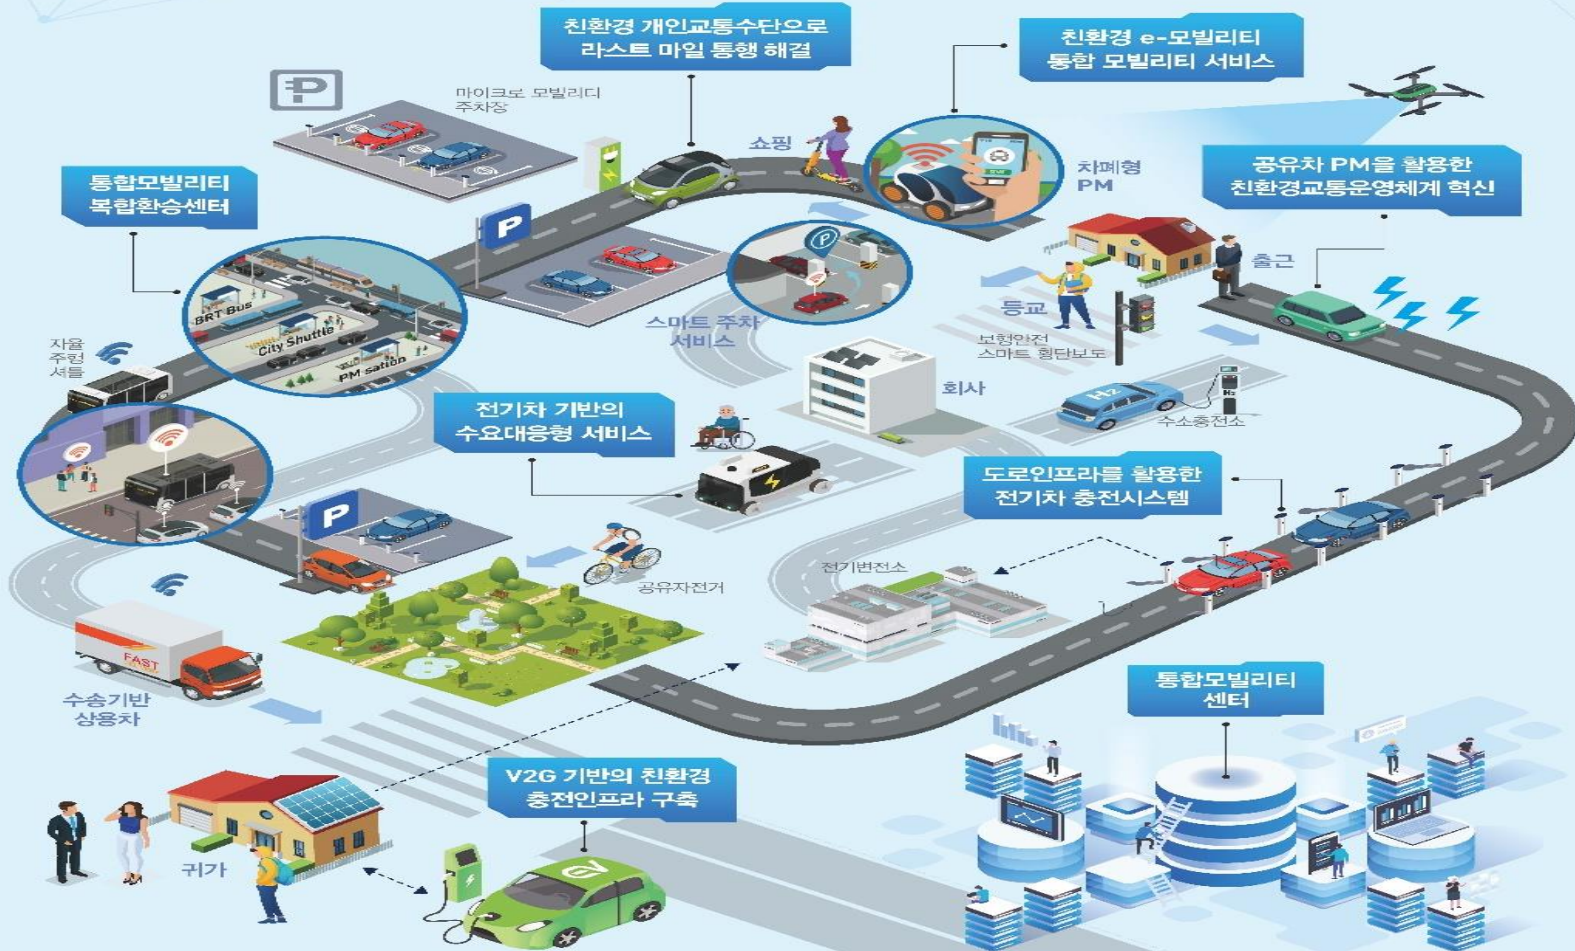 친환경 개인교통수단으로
라스트 마일 통행 해결
친환경 e-모빌리티
통합 모빌리티 서비스
P
마이크로 모빌리티
주차장
쇼핑
차폐형
PM
공유차 PM을 활용한
친환경교통운영체계 혁신
통합모빌리티
복합환승센터
P
P
출근
등교
BRT Bus
City Shuttle
PM sation
스마트 주차
서비스
보행안전
스마트 횡단보도
자율
주행
셔틀
회사
H2
H2
수소충전소
전기차 기반의
수요대응형 서비스
도로인프라를 활용한
전기차 충전시스템
P
공유자전거
전기변전소
FAST
수송기반
상용차
통합모빌리티
센터
V2G 기반의 친환경
충전인프라 구축
귀가
EV